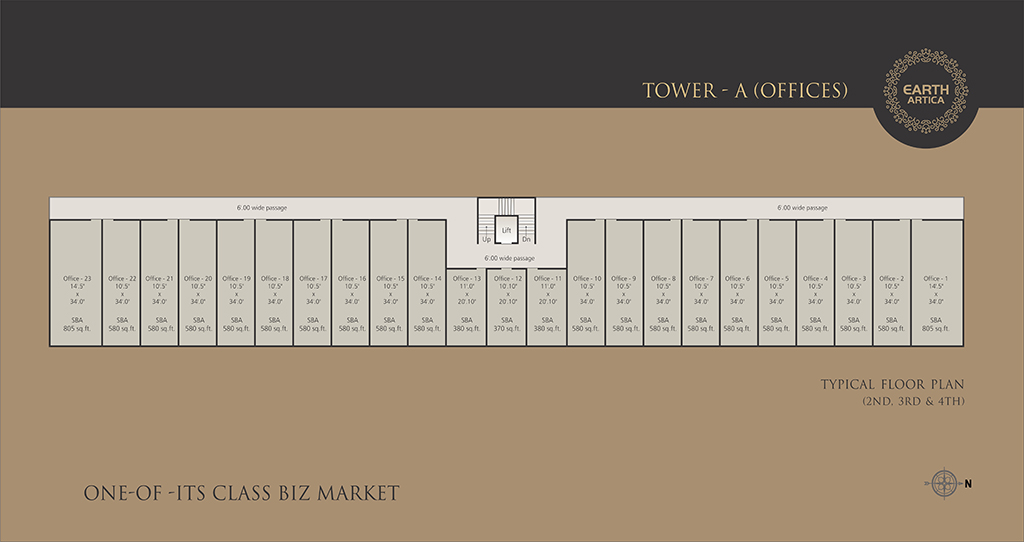 TOWER - A (OFFICES)
EARTH
ARTICA
6'.00 wide passage
6'.00 wide passage
Lift
Up
Dn
6'.00 wide passage
Office - 23
14'.5"
x
34'.0"
SBA
805 sq.ft.
Office - 22
10'.5"
x
34'.0'
SBA
580 sq.ft.
Office - 21
10'.5"
x
34'.0'
SBA
580 sq.ft.
Office - 20
10'.5"
x
34'.0"
SBA
580 sq.ft.
Office - 19
10'.5"
x
34'.0"
SBA
580 sq.ft.
Office - 18
10'.5"
x
34'.0"
SBA
580 sq.ft.
Office - 17
10'.5"
x
34'.0"
SBA
580 sq.ft.
Office - 16
10'.5"
x
34'.0"
SBA
580 sq.ft.
Office - 15
10'.5"
x
34'.0"
SBA
580 sq.ft.
Office - 14
10'.5"
x
34'.0"
SBA
580 sq.ft.
Office - 13
11'.0"
x
20'.10'
SBA
380 sq.ft.
Office - 12
10'.10"
x
20'.10'
SBA
370 sq.ft.
Office - 11
11'.0"
x
20'.10'
SBA
380 sq.ft.
Office - 10
10'.5"
x
34'.0"
SBA
580 sq.ft.
Office - 9
10'.5"
x
34'.0"
SBA
580 sq.ft.
Office - 8
10'.5"
x
34'.0"
SBA
580 sq.ft.
Office - 7
10'.5"
x
34'.0"
SBA
580 sq.ft.
Office - 6
10'.5"
x
34'.0"
SBA
580 sq.ft.
Office - 5
10'.5"
x
34'.0"
SBA
580 sq.ft.
Office - 4
10'.5"
x
34'.0"
SBA
580 sq.ft.
Office - 3
10'.5"
x
34'.0"
SBA
580 sq.ft.
Office - 2
10'.5"
x
34'.0"
SBA
580 sq.ft.
Office - 1
14'.5"
x
34'.0"
SBA
805 sq.ft.
TYPICAL FLOOR PLAN
(2ND, 3RD & 4TH)
N
ONE-OF -ITS CLASS BIZ MARKET